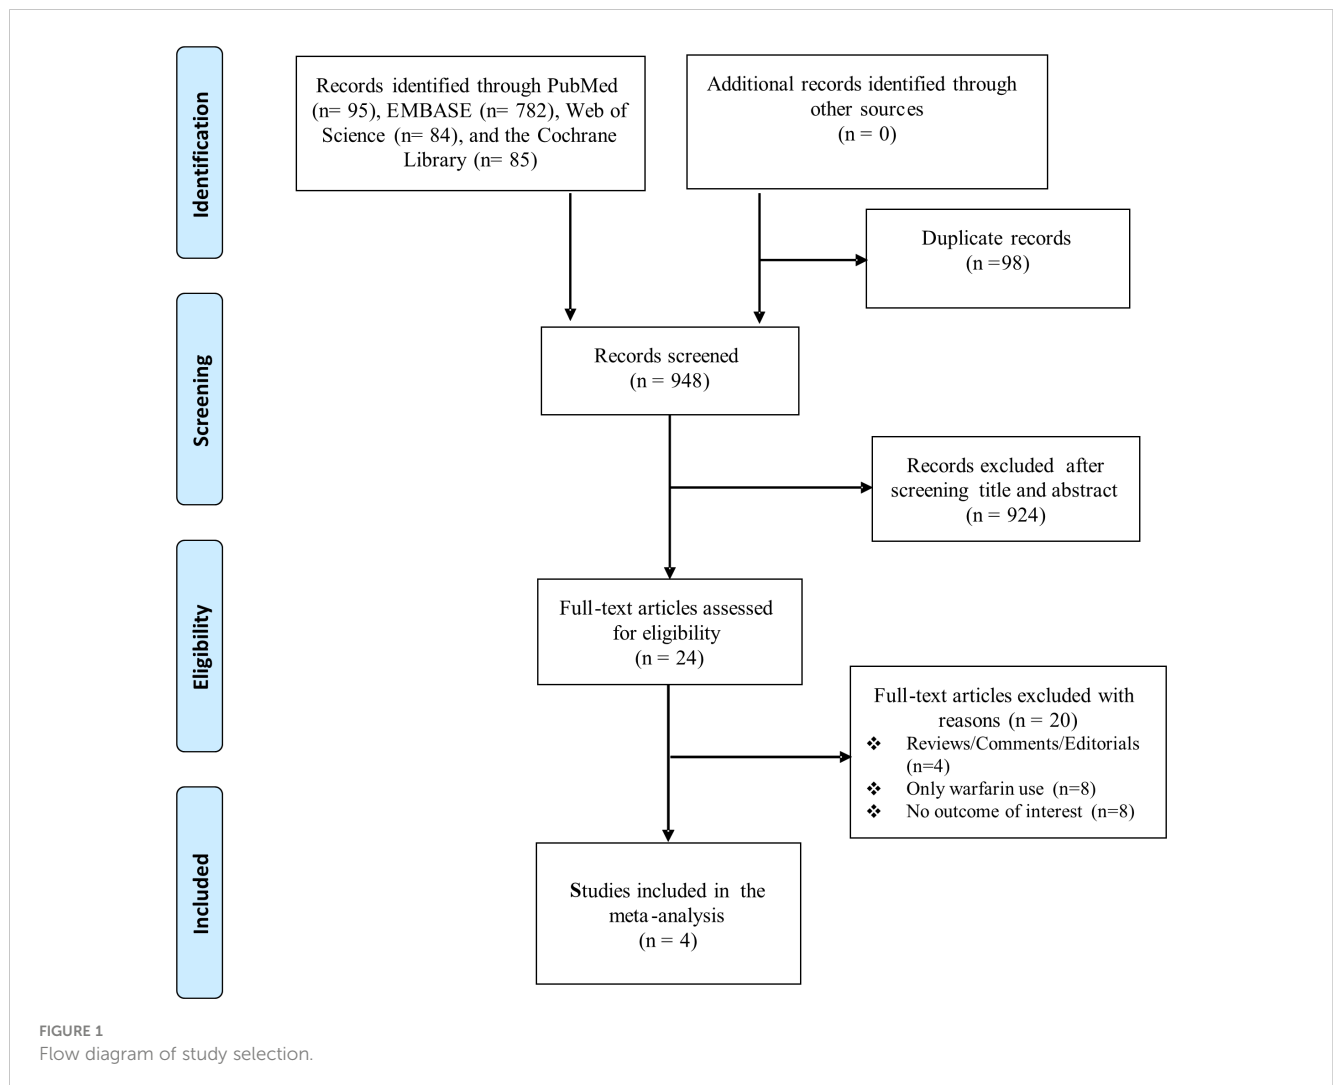 Identification
Records identified through PubMed
(n= 95), EMBASE (n= 782), Web of
Science (n= 84), and the Cochrane
Library (n= 85)
Additional records identified through
other sources
(n = 0)
Duplicate records
(n =98)
Screening
Records screened
(n = 948)
Records excluded after
screening title and abstract
(n = 924)
Eligibility
Full-text articles assessed
for eligibility
(n = 24)
Full-text articles excluded with
reasons (n = 20)
❖ Reviews/Comments/Editorials
(n=4)
❖ Only warfarin use (n=8)
❖ No outcome of interest (n=8)
Included
Studies included in the
meta-analysis
(n = 4)
FIGURE 1
Flow diagram of study selection.